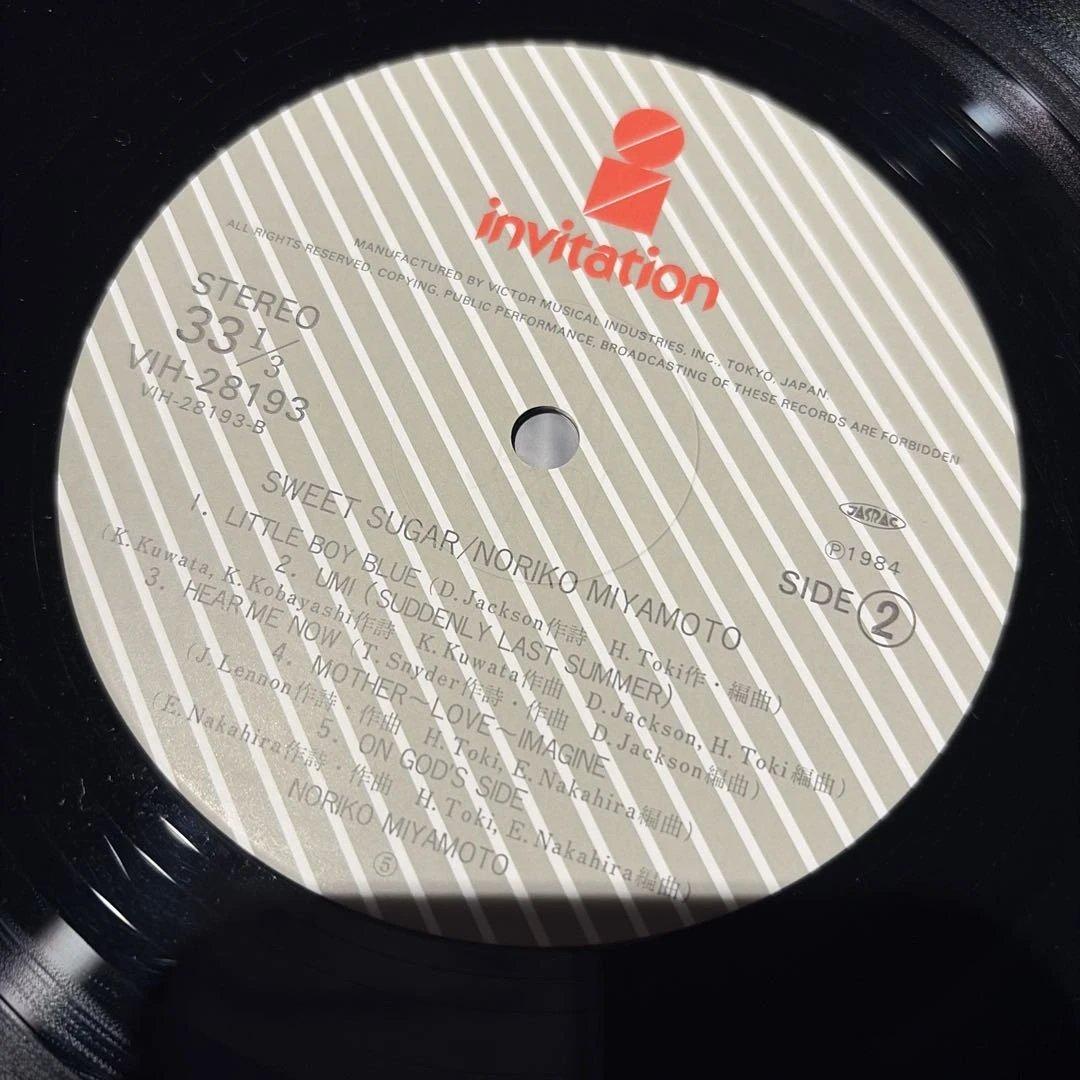 invitation
MANUFACTURED BY VICTOR MUSICAL INDUSTRIES, INC., TOKYO, JAPAN.
ALL RIGHTS RESERVED, COPYING, PUBLIC PERFORMANCE, BROADCASTING OF THESE RECORDS ARE FORBIDDEN
STEREO
33 1/3
VIH-28193
VIH-28193-B
JASRAC
Ⓟ1984
SIDE ②
SWEET SUGAR/NORIKO MIYAMOTO
1. LITTLE BOY BLUE (D. Jackson作詩 H. Toki作・編曲)
2. UMI (SUDDENLY LAST SUMMER)
(K. Kuwata, K. Kobayashi作詩 K. Kuwata作曲 D. Jackson, H. Toki編曲)
3. HEAR ME NOW (T. Snyder作詩・作曲 D. Jackson編曲)
4. MOTHER〜LOVE〜IMAGINE
(J. Lennon作詩・作曲 H. Toki, E. Nakahira編曲)
5. ON GOD'S SIDE
(E. Nakahira作詩・作曲 H. Toki, E. Nakahira編曲)
NORIKO MIYAMOTO
⑤